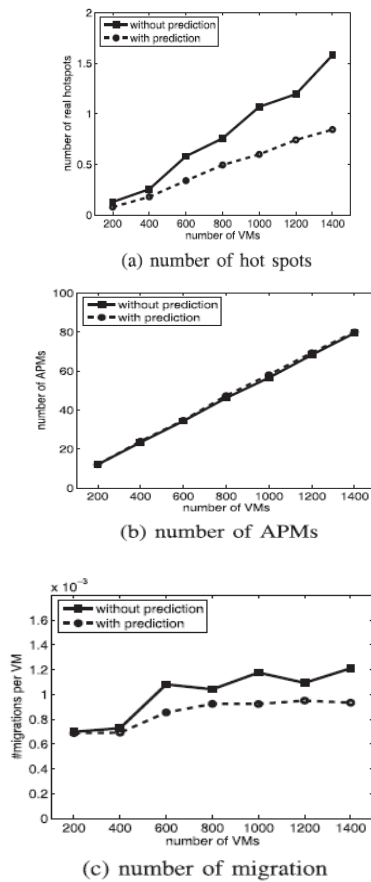 2
without prediction
with prediction
1.5
1
0.5
0
number of real hotspots
200 400 600 800 1000 1200 1400
number of VMs
(a) number of hot spots
100
without prediction
with prediction
80
60
40
20
0
number of APMs
200 400 600 800 1000 1200 1400
number of VMs
(b) number of APMs
x 10⁻³
without prediction
with prediction
1.6
1.4
1.2
1
0.8
0.6
0.4
0.2
0
#migrations per VM
200 400 600 800 1000 1200 1400
number of VMs
(c) number of migration